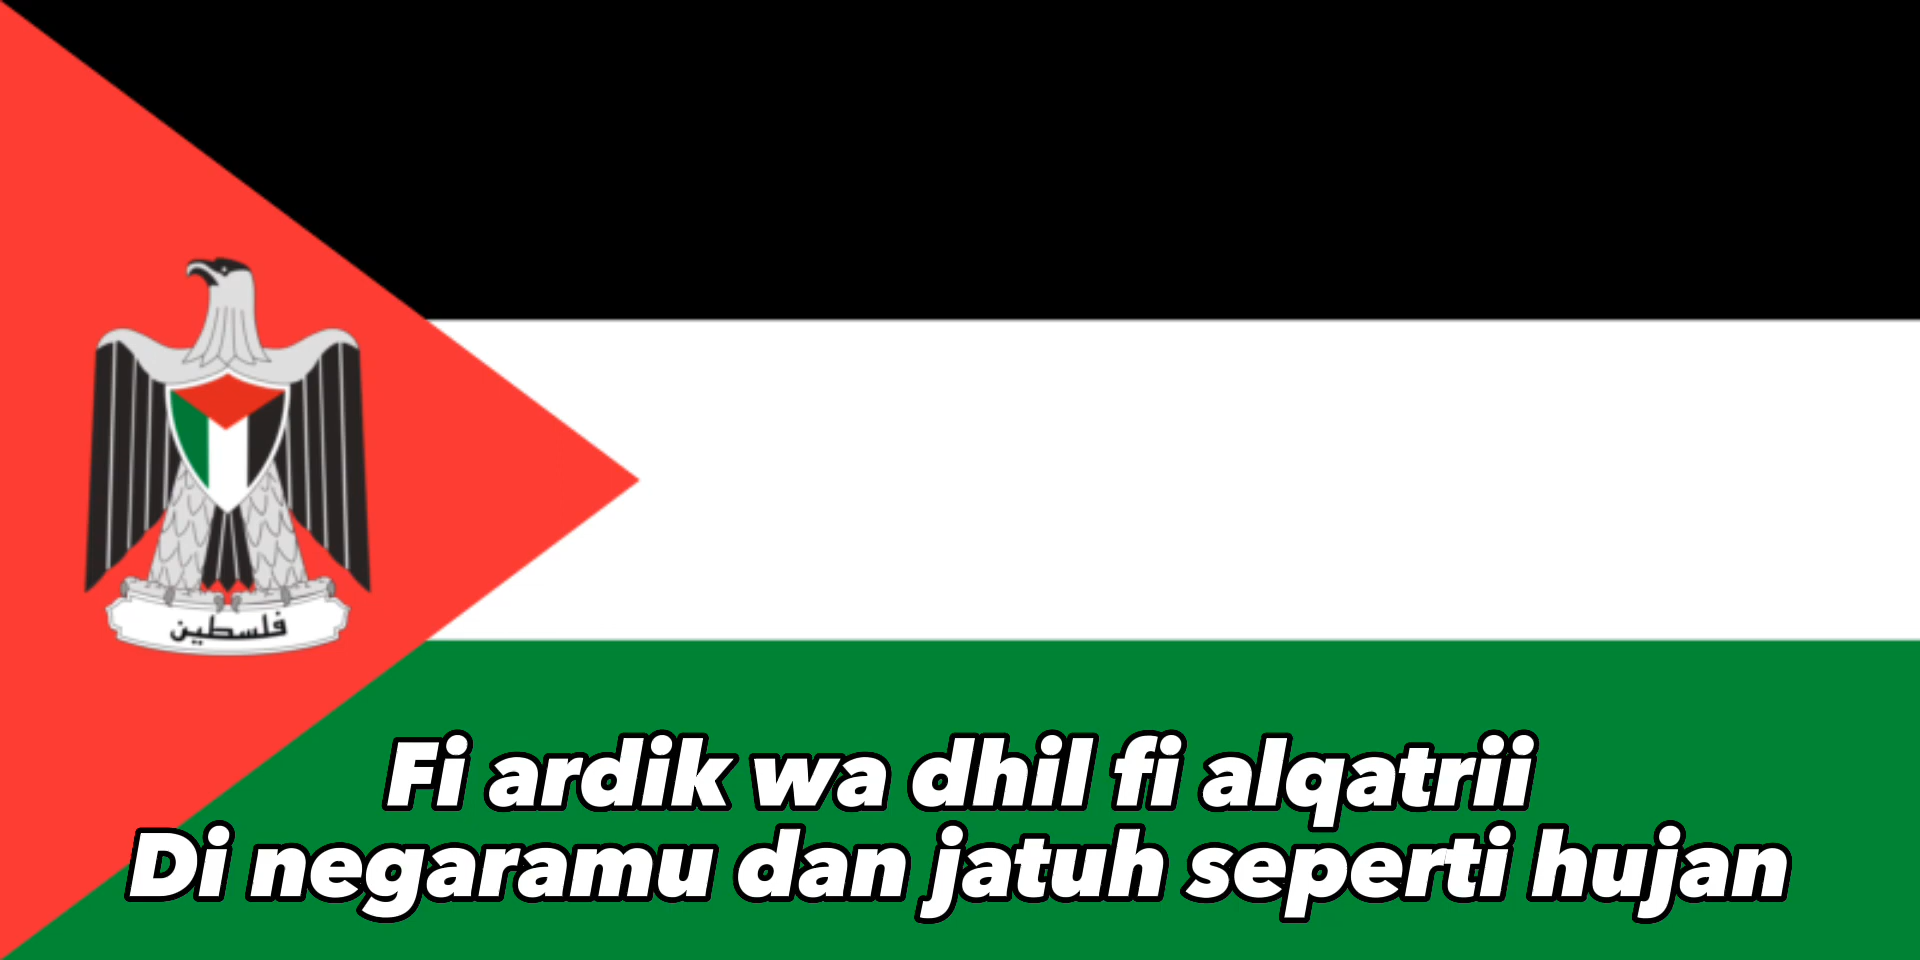 فلسطين
Fi ardik wa dhil fi alqatrii
Di negaramu dan jatuh seperti hujan